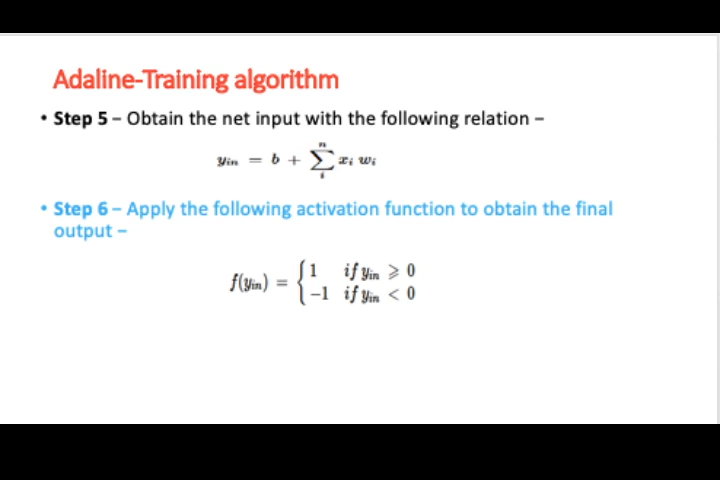 Adaline-Training algorithm
• Step 5 – Obtain the net input with the following relation –
y_in = b + ∑_i^n x_i w_i
• Step 6 – Apply the following activation function to obtain the final
output –
f(y_in) = { 1 if y_in ⩾ 0
−1 if y_in < 0